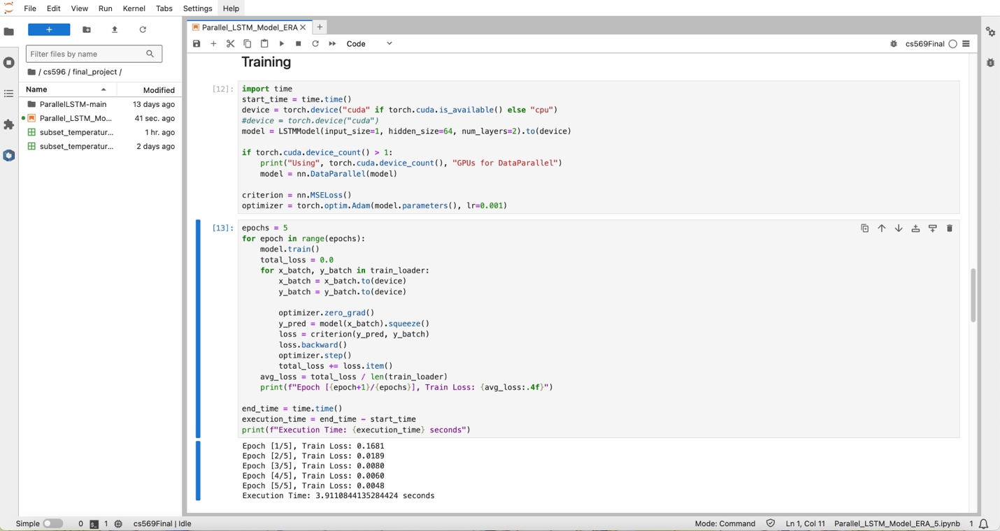 File Edit View Run Kernel Tabs Settings Help
Filter files by name
/ cs596 / final_project /
Name Modified
ParallelLSTM-main 13 days ago
Parallel_LSTM_Mo... 41 sec. ago
subset_temperatur... 1 hr. ago
subset_temperatur... 2 days ago
Parallel_LSTM_Model_ERA
Code
cs569Final
Training
[12]:
import time
start_time = time.time()
device = torch.device("cuda" if torch.cuda.is_available() else "cpu")
#device = torch.device("cuda")
model = LSTMModel(input_size=1, hidden_size=64, num_layers=2).to(device)
if torch.cuda.device_count() > 1:
    print("Using", torch.cuda.device_count(), "GPUs for DataParallel")
    model = nn.DataParallel(model)
criterion = nn.MSELoss()
optimizer = torch.optim.Adam(model.parameters(), lr=0.001)
[13]:
epochs = 5
for epoch in range(epochs):
    model.train()
    total_loss = 0.0
    for x_batch, y_batch in train_loader:
        x_batch = x_batch.to(device)
        y_batch = y_batch.to(device)
        optimizer.zero_grad()
        y_pred = model(x_batch).squeeze()
        loss = criterion(y_pred, y_batch)
        loss.backward()
        optimizer.step()
        total_loss += loss.item()
    avg_loss = total_loss / len(train_loader)
    print(f"Epoch [{epoch+1}/{epochs}], Train Loss: {avg_loss:.4f}")
end_time = time.time()
execution_time = end_time - start_time
print(f"Execution Time: {execution_time} seconds")
Epoch [1/5], Train Loss: 0.1681
Epoch [2/5], Train Loss: 0.0189
Epoch [3/5], Train Loss: 0.0080
Epoch [4/5], Train Loss: 0.0060
Epoch [5/5], Train Loss: 0.0048
Execution Time: 3.9110844135284424 seconds
Simple 0 1 cs569Final | Idle Mode: Command Ln 1, Col 11 Parallel_LSTM_Model_ERA_5.ipynb 1